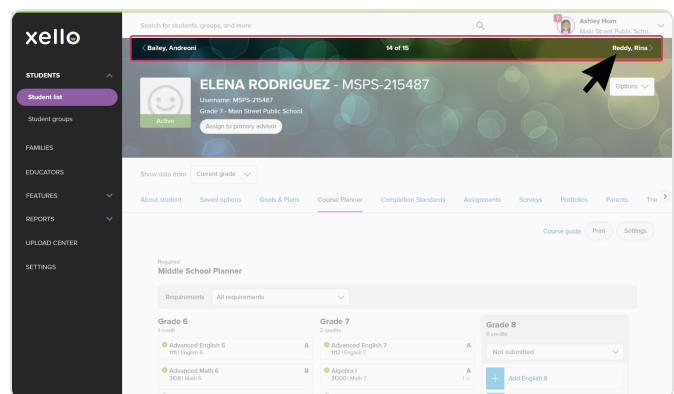 xello
STUDENTS
Student list
Student groups
FAMILIES
EDUCATORS
FEATURES
REPORTS
UPLOAD CENTER
SETTINGS
Search for students, groups, and more
7
Ashley Horn
Main Street Public Scho...
Bailey, Andreoni
14 of 15
Reddy, Rina
ELENA RODRIGUEZ - MSPS-215487
Username: MSPS-215487
Grade 7 - Main Street Public School
Active
Assign to primary advisor
Options
Show data from Current grade
About student Saved options Goals & Plans Course Planner Completion Standards Assignments Surveys Portfolios Parents The
Course guide Print Settings
Required
Middle School Planner
Requirements All requirements
Grade 6
1 credit
Advanced English 6 A
1111 | English 6
Advanced Math 6 B
3109 | Math 6
Grade 7
2 credits
Advanced English 7 A
1112 | English 7
Algebra I A
31300 | Math 7
Grade 8
0 credits
Not submitted
+ Add English 8